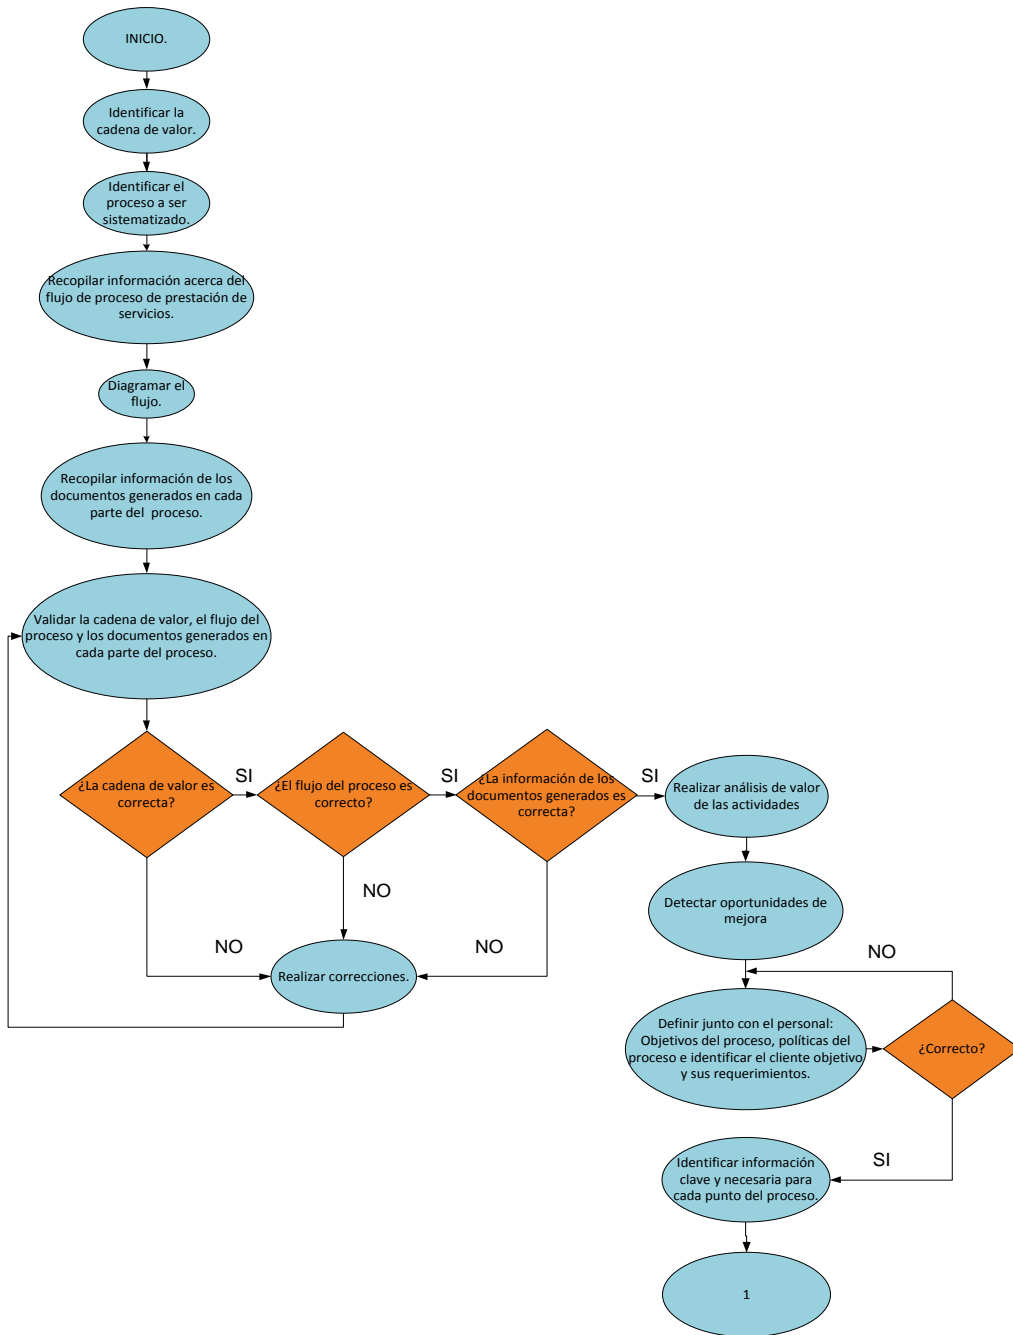 INICIO.
Identificar la
cadena de valor.
Identificar el
proceso a ser
sistematizado.
Recopilar información acerca del
flujo de proceso de prestación de
servicios.
Diagramar el
flujo.
Recopilar información de los
documentos generados en cada
parte del proceso.
Validar la cadena de valor, el flujo del
proceso y los documentos generados en
cada parte del proceso.
¿La cadena de valor es
correcta?
SI
¿El flujo del proceso es
correcto?
SI
¿La información de los
documentos generados es
correcta?
SI
Realizar análisis de valor
de las actividades
NO
NO
NO
Realizar correcciones.
Detectar oportunidades de
mejora
NO
Definir junto con el personal:
Objetivos del proceso, políticas del
proceso e identificar el cliente objetivo
y sus requerimientos.
¿Correcto?
SI
Identificar información
clave y necesaria para
cada punto del proceso.
1